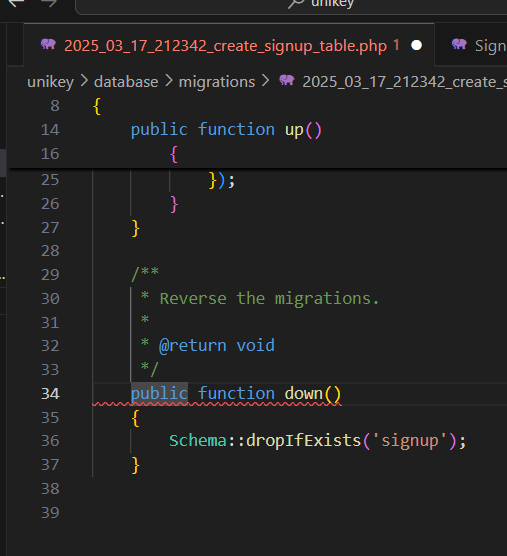 unikey
2025_03_17_212342_create_signup_table.php 1
Sign
unikey > database > migrations > 2025_03_17_212342_create_s
8 {
14 public function up()
16 {
25 });
26 }
27 }
28
29 /**
30 * Reverse the migrations.
31 *
32 * @return void
33 */
34 public function down()
35 {
36 Schema::dropIfExists('signup');
37 }
38
39